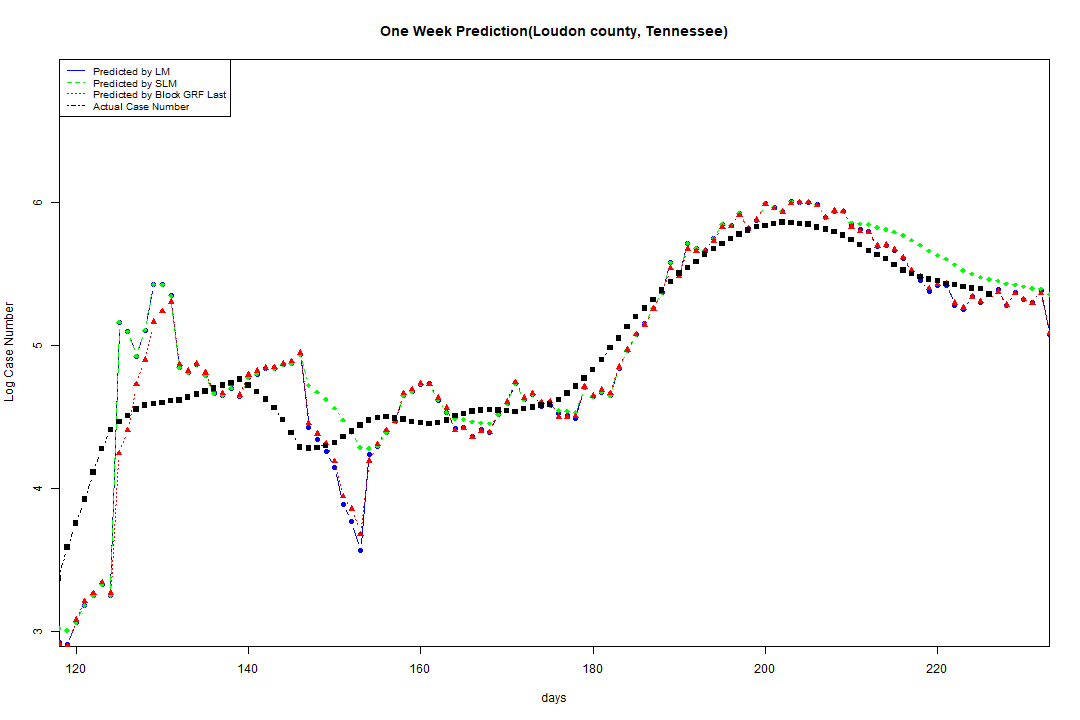 One Week Prediction(Loudon county, Tennessee)
Predicted by LM
Predicted by SLM
Predicted by Block GRF Last
Actual Case Number
Log Case Number
6
5
4
3
120 140 160 180 200 220
days